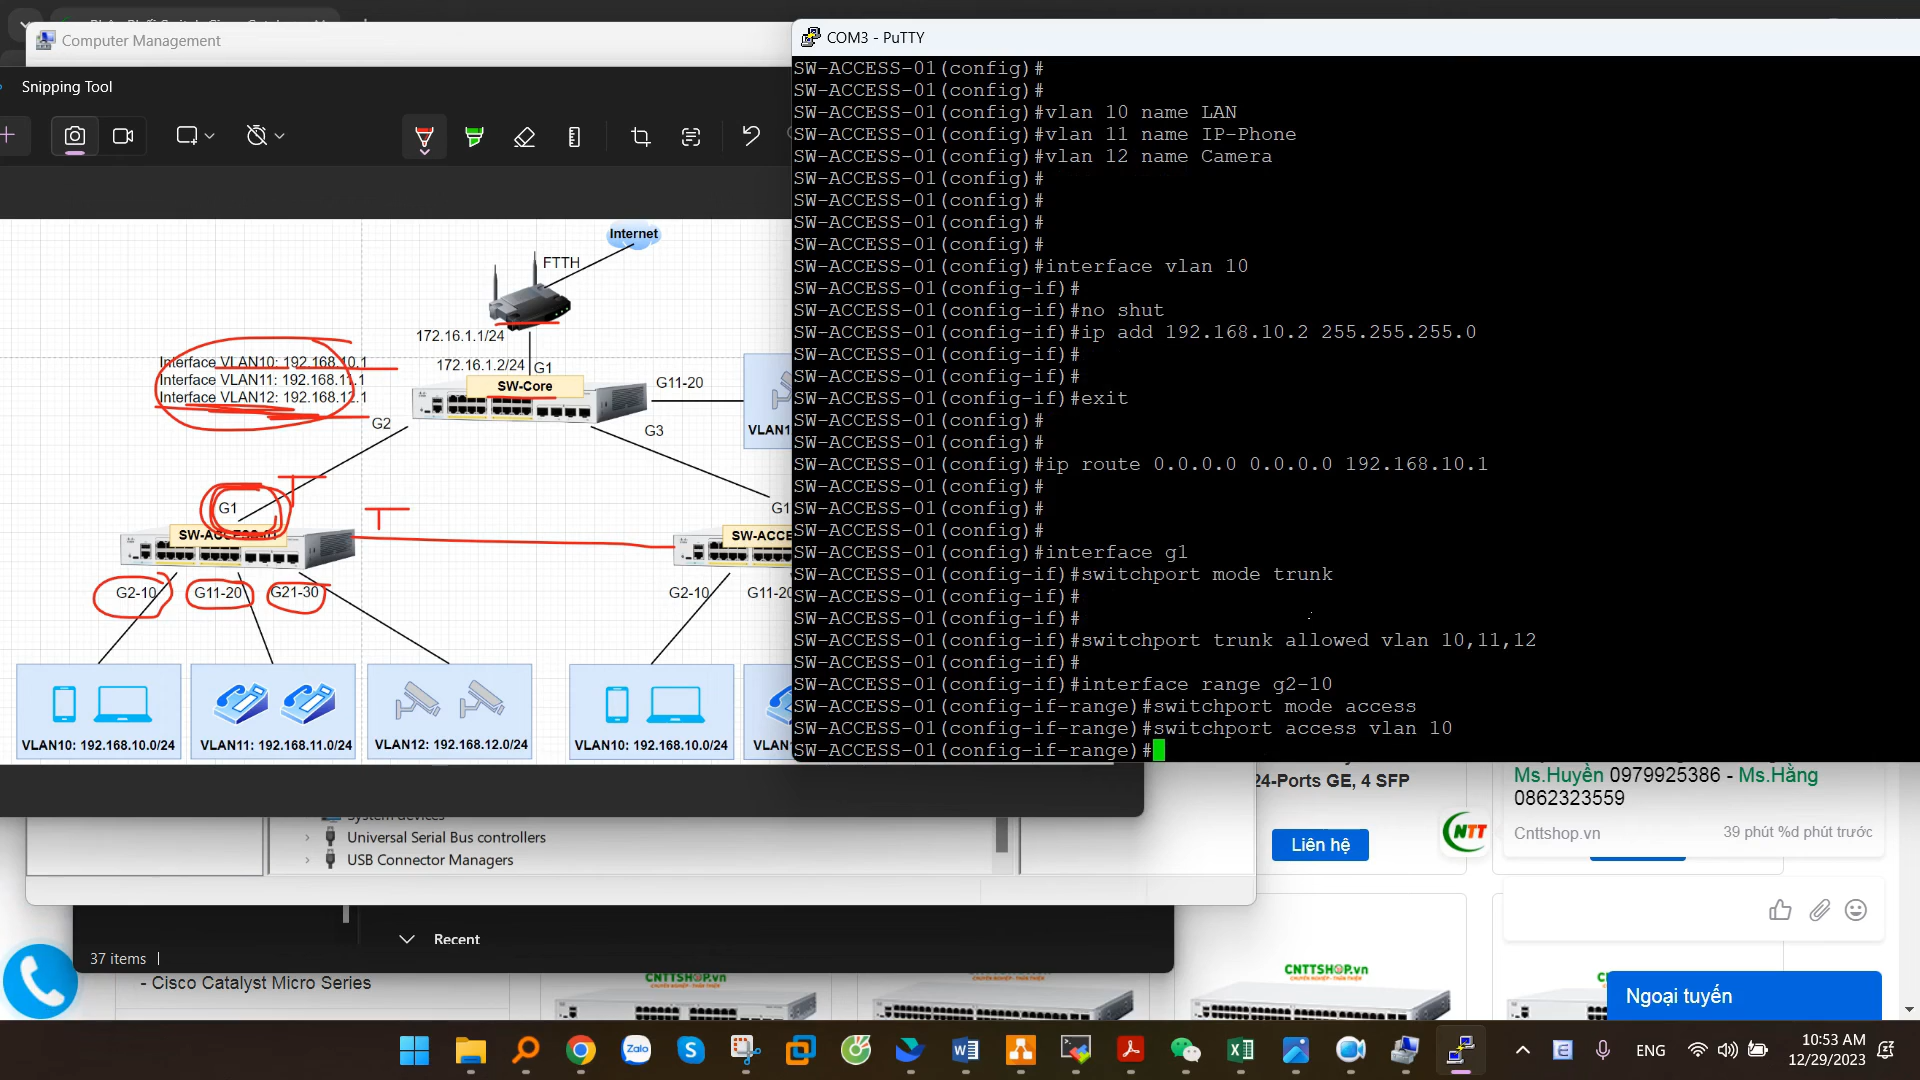 Computer Management
Snipping Tool
COM3 - PuTTY
SW-ACCESS-01(config)#
SW-ACCESS-01(config)#
SW-ACCESS-01(config)#vlan 10 name LAN
SW-ACCESS-01(config)#vlan 11 name IP-Phone
SW-ACCESS-01(config)#vlan 12 name Camera
SW-ACCESS-01(config)#
SW-ACCESS-01(config)#
SW-ACCESS-01(config)#
SW-ACCESS-01(config)#
SW-ACCESS-01(config)#interface vlan 10
SW-ACCESS-01(config-if)#
SW-ACCESS-01(config-if)#no shut
SW-ACCESS-01(config-if)#ip add 192.168.10.2 255.255.255.0
SW-ACCESS-01(config-if)#
SW-ACCESS-01(config-if)#
SW-ACCESS-01(config-if)#exit
SW-ACCESS-01(config)#
SW-ACCESS-01(config)#
SW-ACCESS-01(config)#ip route 0.0.0.0 0.0.0.0 192.168.10.1
SW-ACCESS-01(config)#
SW-ACCESS-01(config)#
SW-ACCESS-01(config)#
SW-ACCESS-01(config)#interface g1
SW-ACCESS-01(config-if)#switchport mode trunk
SW-ACCESS-01(config-if)#
SW-ACCESS-01(config-if)#
SW-ACCESS-01(config-if)#switchport trunk allowed vlan 10,11,12
SW-ACCESS-01(config-if)#
SW-ACCESS-01(config-if)#interface range g2-10
SW-ACCESS-01(config-if-range)#switchport mode access
SW-ACCESS-01(config-if-range)#switchport access vlan 10
SW-ACCESS-01(config-if-range)#
Internet
FTTH
172.16.1.1/24
172.16.1.2/24 G1
SW-Core
G11-20
Interface VLAN10: 192.168.10.1
Interface VLAN11: 192.168.11.1
Interface VLAN12: 192.168.12.1
G2
G3
VLAN1
G1
T
T
G1
SW-ACCE
G2-10
G11-20
G21-30
G2-10
G11-20
VLAN10: 192.168.10.0/24
VLAN11: 192.168.11.0/24
VLAN12: 192.168.12.0/24
VLAN10: 192.168.10.0/24
VLAN
System devices
Universal Serial Bus controllers
USB Connector Managers
Recent
37 items
- Cisco Catalyst Micro Series
24-Ports GE, 4 SFP
Liên hệ
NTT
Ms.Huyền 0979925386 - Ms.Hằng
0862323559
Cnttshop.vn
39 phút %d phút trước
CNTTSHOP.vn
CNTTSHOP.vn
CNTTSHOP.vn
Ngoại tuyến
Zalo
ENG
10:53 AM
12/29/2023